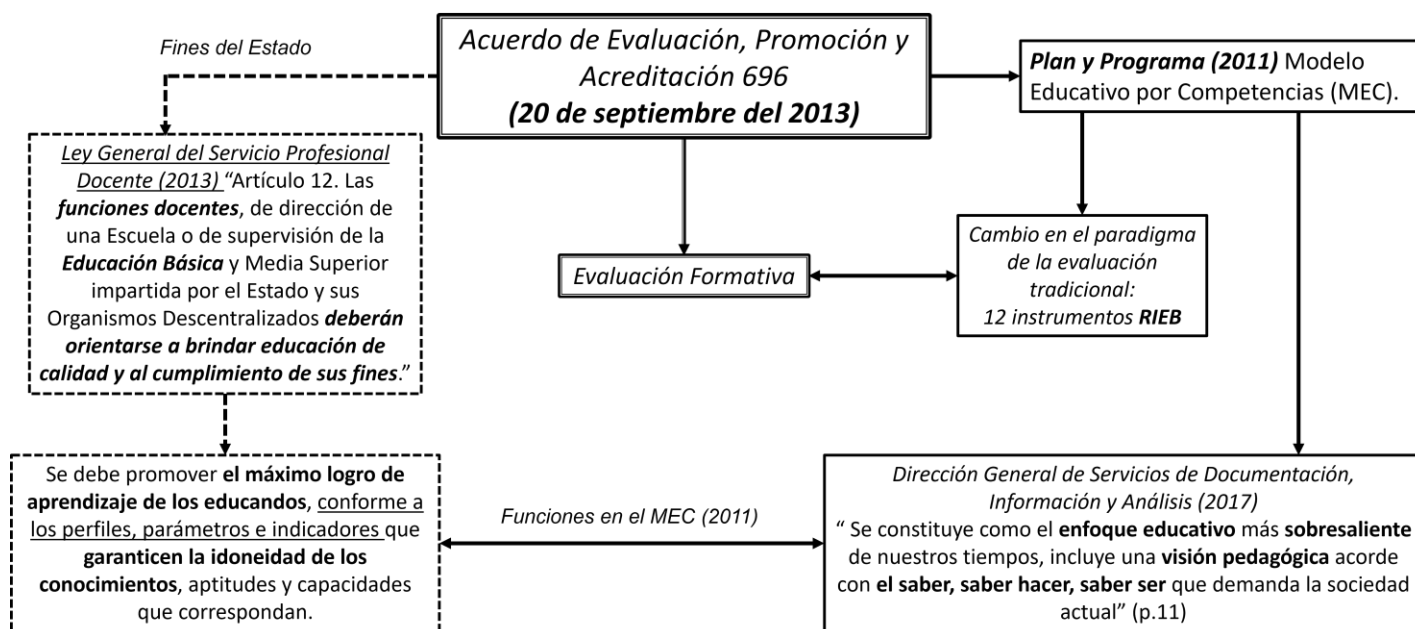 Fines del Estado
Acuerdo de Evaluación, Promoción y
Acreditación 696
(20 de septiembre del 2013)
Plan y Programa (2011) Modelo
Educativo por Competencias (MEC).
Ley General del Servicio Profesional
Docente (2013) “Artículo 12. Las
funciones docentes, de dirección de
una Escuela o de supervisión de la
Educación Básica y Media Superior
impartida por el Estado y sus
Organismos Descentralizados deberán
orientarse a brindar educación de
calidad y al cumplimiento de sus fines.”
Evaluación Formativa
Cambio en el paradigma
de la evaluación
tradicional:
12 instrumentos RIEB
Se debe promover el máximo logro de
aprendizaje de los educandos, conforme a
los perfiles, parámetros e indicadores que
garanticen la idoneidad de los
conocimientos, aptitudes y capacidades
que correspondan.
Funciones en el MEC (2011)
Dirección General de Servicios de Documentación,
Información y Análisis (2017)
“ Se constituye como el enfoque educativo más sobresaliente
de nuestros tiempos, incluye una visión pedagógica acorde
con el saber, saber hacer, saber ser que demanda la sociedad
actual” (p.11)